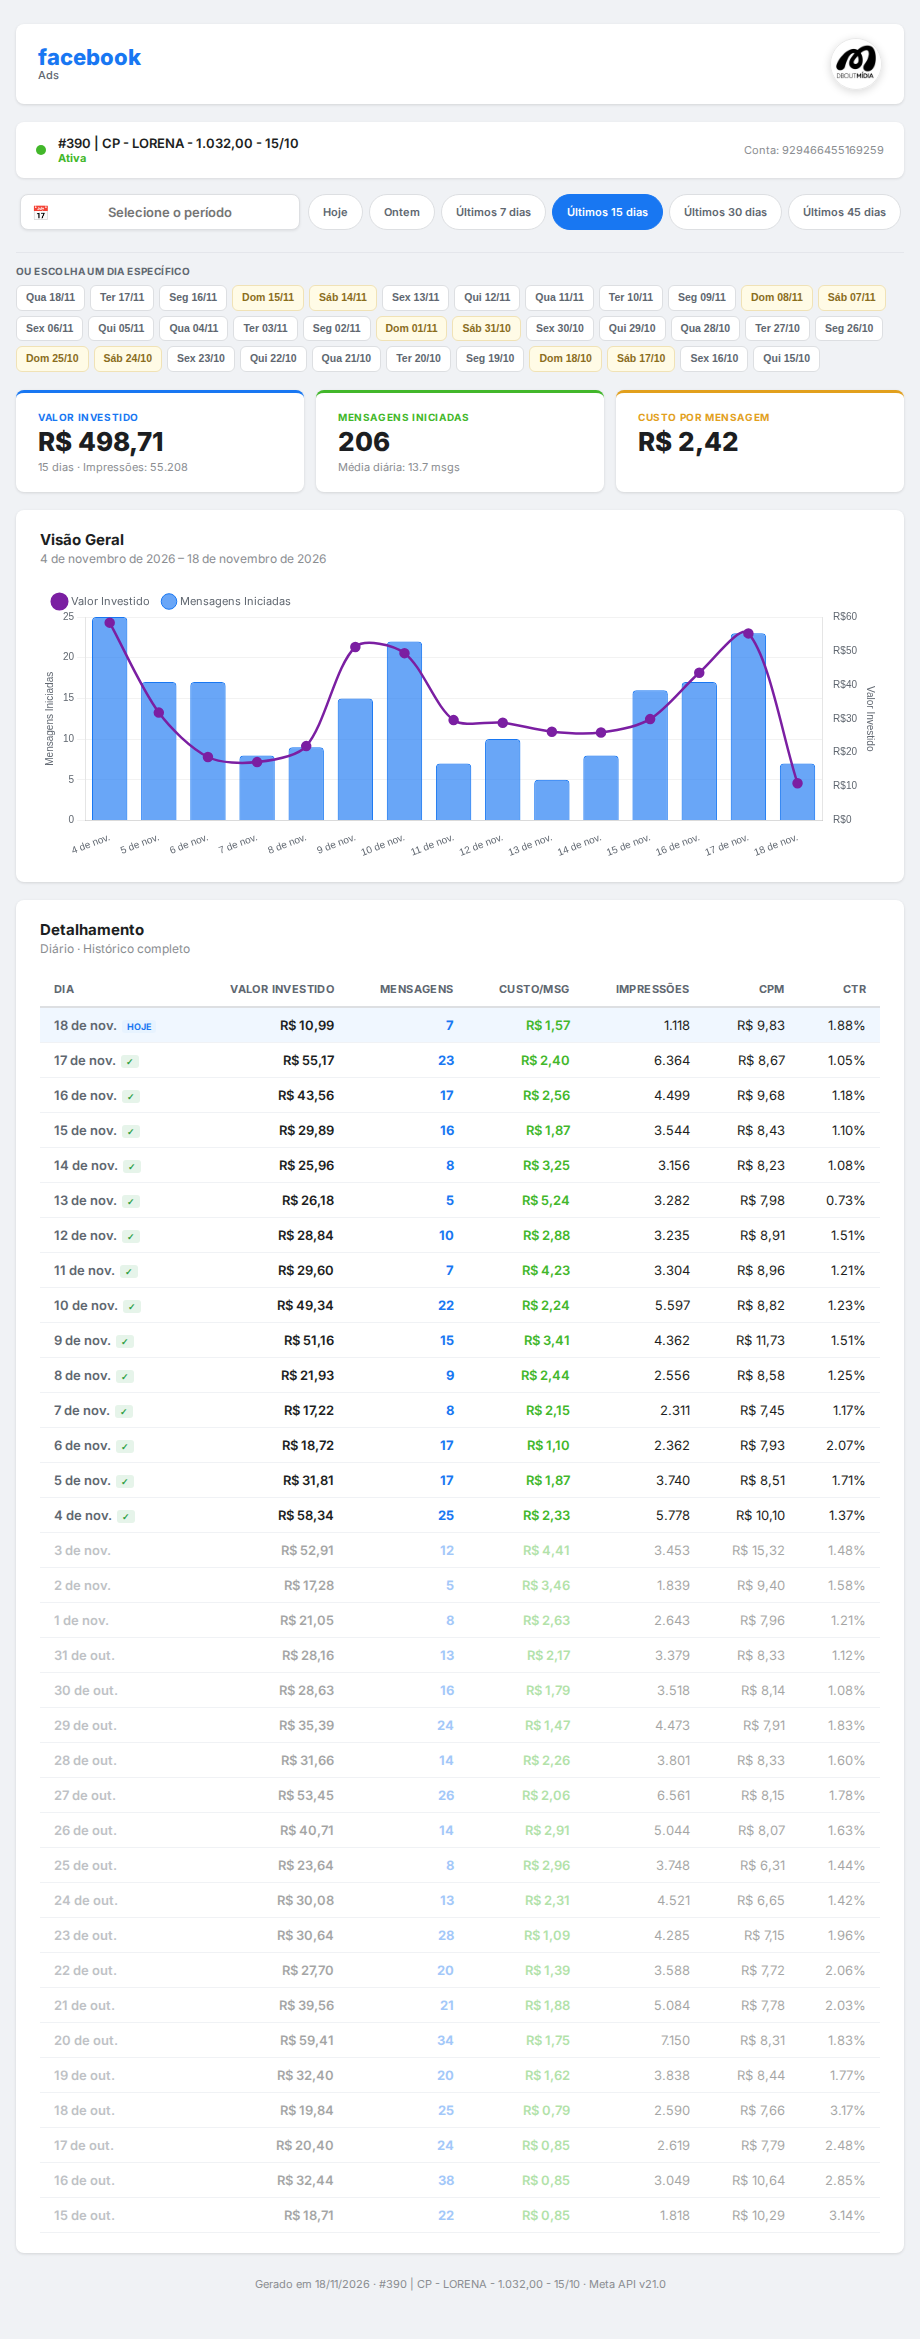 facebook
Ads
DBOUTMÍDIA
#390 | CP - LORENA - 1.032,00 - 15/10
Ativa
Conta: 929466455169259
Selecione o período
Hoje
Ontem
Últimos 7 dias
Últimos 15 dias
Últimos 30 dias
Últimos 45 dias
OU ESCOLHA UM DIA ESPECÍFICO
Qua 18/11 Ter 17/11 Seg 16/11 Dom 15/11 Sáb 14/11 Sex 13/11 Qui 12/11 Qua 11/11 Ter 10/11 Seg 09/11 Dom 08/11 Sáb 07/11
Sex 06/11 Qui 05/11 Qua 04/11 Ter 03/11 Seg 02/11 Dom 01/11 Sáb 31/10 Sex 30/10 Qui 29/10 Qua 28/10 Ter 27/10 Seg 26/10
Dom 25/10 Sáb 24/10 Sex 23/10 Qui 22/10 Qua 21/10 Ter 20/10 Seg 19/10 Dom 18/10 Sáb 17/10 Sex 16/10 Qui 15/10
VALOR INVESTIDO
R$ 498,71
15 dias · Impressões: 55.208
MENSAGENS INICIADAS
206
Média diária: 13.7 msgs
CUSTO POR MENSAGEM
R$ 2,42
Visão Geral
4 de novembro de 2026 – 18 de novembro de 2026
Valor Investido Mensagens Iniciadas
25
20
15
10
5
0
Mensagens Iniciadas
R$60
R$50
R$40
R$30
R$20
R$10
R$0
Valor Investido
4 de nov. 5 de nov. 6 de nov. 7 de nov. 8 de nov. 9 de nov. 10 de nov. 11 de nov. 12 de nov. 13 de nov. 14 de nov. 15 de nov. 16 de nov. 17 de nov. 18 de nov.
Detalhamento
Diário · Histórico completo
DIA VALOR INVESTIDO MENSAGENS CUSTO/MSG IMPRESSÕES CPM CTR
18 de nov. HOJE R$ 10,99 7 R$ 1,57 1.118 R$ 9,83 1.88%
17 de nov. ✓ R$ 55,17 23 R$ 2,40 6.364 R$ 8,67 1.05%
16 de nov. ✓ R$ 43,56 17 R$ 2,56 4.499 R$ 9,68 1.18%
15 de nov. ✓ R$ 29,89 16 R$ 1,87 3.544 R$ 8,43 1.10%
14 de nov. ✓ R$ 25,96 8 R$ 3,25 3.156 R$ 8,23 1.08%
13 de nov. ✓ R$ 26,18 5 R$ 5,24 3.282 R$ 7,98 0.73%
12 de nov. ✓ R$ 28,84 10 R$ 2,88 3.235 R$ 8,91 1.51%
11 de nov. ✓ R$ 29,60 7 R$ 4,23 3.304 R$ 8,96 1.21%
10 de nov. ✓ R$ 49,34 22 R$ 2,24 5.597 R$ 8,82 1.23%
9 de nov. ✓ R$ 51,16 15 R$ 3,41 4.362 R$ 11,73 1.51%
8 de nov. ✓ R$ 21,93 9 R$ 2,44 2.556 R$ 8,58 1.25%
7 de nov. ✓ R$ 17,22 8 R$ 2,15 2.311 R$ 7,45 1.17%
6 de nov. ✓ R$ 18,72 17 R$ 1,10 2.362 R$ 7,93 2.07%
5 de nov. ✓ R$ 31,81 17 R$ 1,87 3.740 R$ 8,51 1.71%
4 de nov. ✓ R$ 58,34 25 R$ 2,33 5.778 R$ 10,10 1.37%
3 de nov. R$ 52,91 12 R$ 4,41 3.453 R$ 15,32 1.48%
2 de nov. R$ 17,28 5 R$ 3,46 1.839 R$ 9,40 1.58%
1 de nov. R$ 21,05 8 R$ 2,63 2.643 R$ 7,96 1.21%
31 de out. R$ 28,16 13 R$ 2,17 3.379 R$ 8,33 1.12%
30 de out. R$ 28,63 16 R$ 1,79 3.518 R$ 8,14 1.08%
29 de out. R$ 35,39 24 R$ 1,47 4.473 R$ 7,91 1.83%
28 de out. R$ 31,66 14 R$ 2,26 3.801 R$ 8,33 1.60%
27 de out. R$ 53,45 26 R$ 2,06 6.561 R$ 8,15 1.78%
26 de out. R$ 40,71 14 R$ 2,91 5.044 R$ 8,07 1.63%
25 de out. R$ 23,64 8 R$ 2,96 3.748 R$ 6,31 1.44%
24 de out. R$ 30,08 13 R$ 2,31 4.521 R$ 6,65 1.42%
23 de out. R$ 30,64 28 R$ 1,09 4.285 R$ 7,15 1.96%
22 de out. R$ 27,70 20 R$ 1,39 3.588 R$ 7,72 2.06%
21 de out. R$ 39,56 21 R$ 1,88 5.084 R$ 7,78 2.03%
20 de out. R$ 59,41 34 R$ 1,75 7.150 R$ 8,31 1.83%
19 de out. R$ 32,40 20 R$ 1,62 3.838 R$ 8,44 1.77%
18 de out. R$ 19,84 25 R$ 0,79 2.590 R$ 7,66 3.17%
17 de out. R$ 20,40 24 R$ 0,85 2.619 R$ 7,79 2.48%
16 de out. R$ 32,44 38 R$ 0,85 3.049 R$ 10,64 2.85%
15 de out. R$ 18,71 22 R$ 0,85 1.818 R$ 10,29 3.14%
Gerado em 18/11/2026 · #390 | CP - LORENA - 1.032,00 - 15/10 · Meta API v21.0